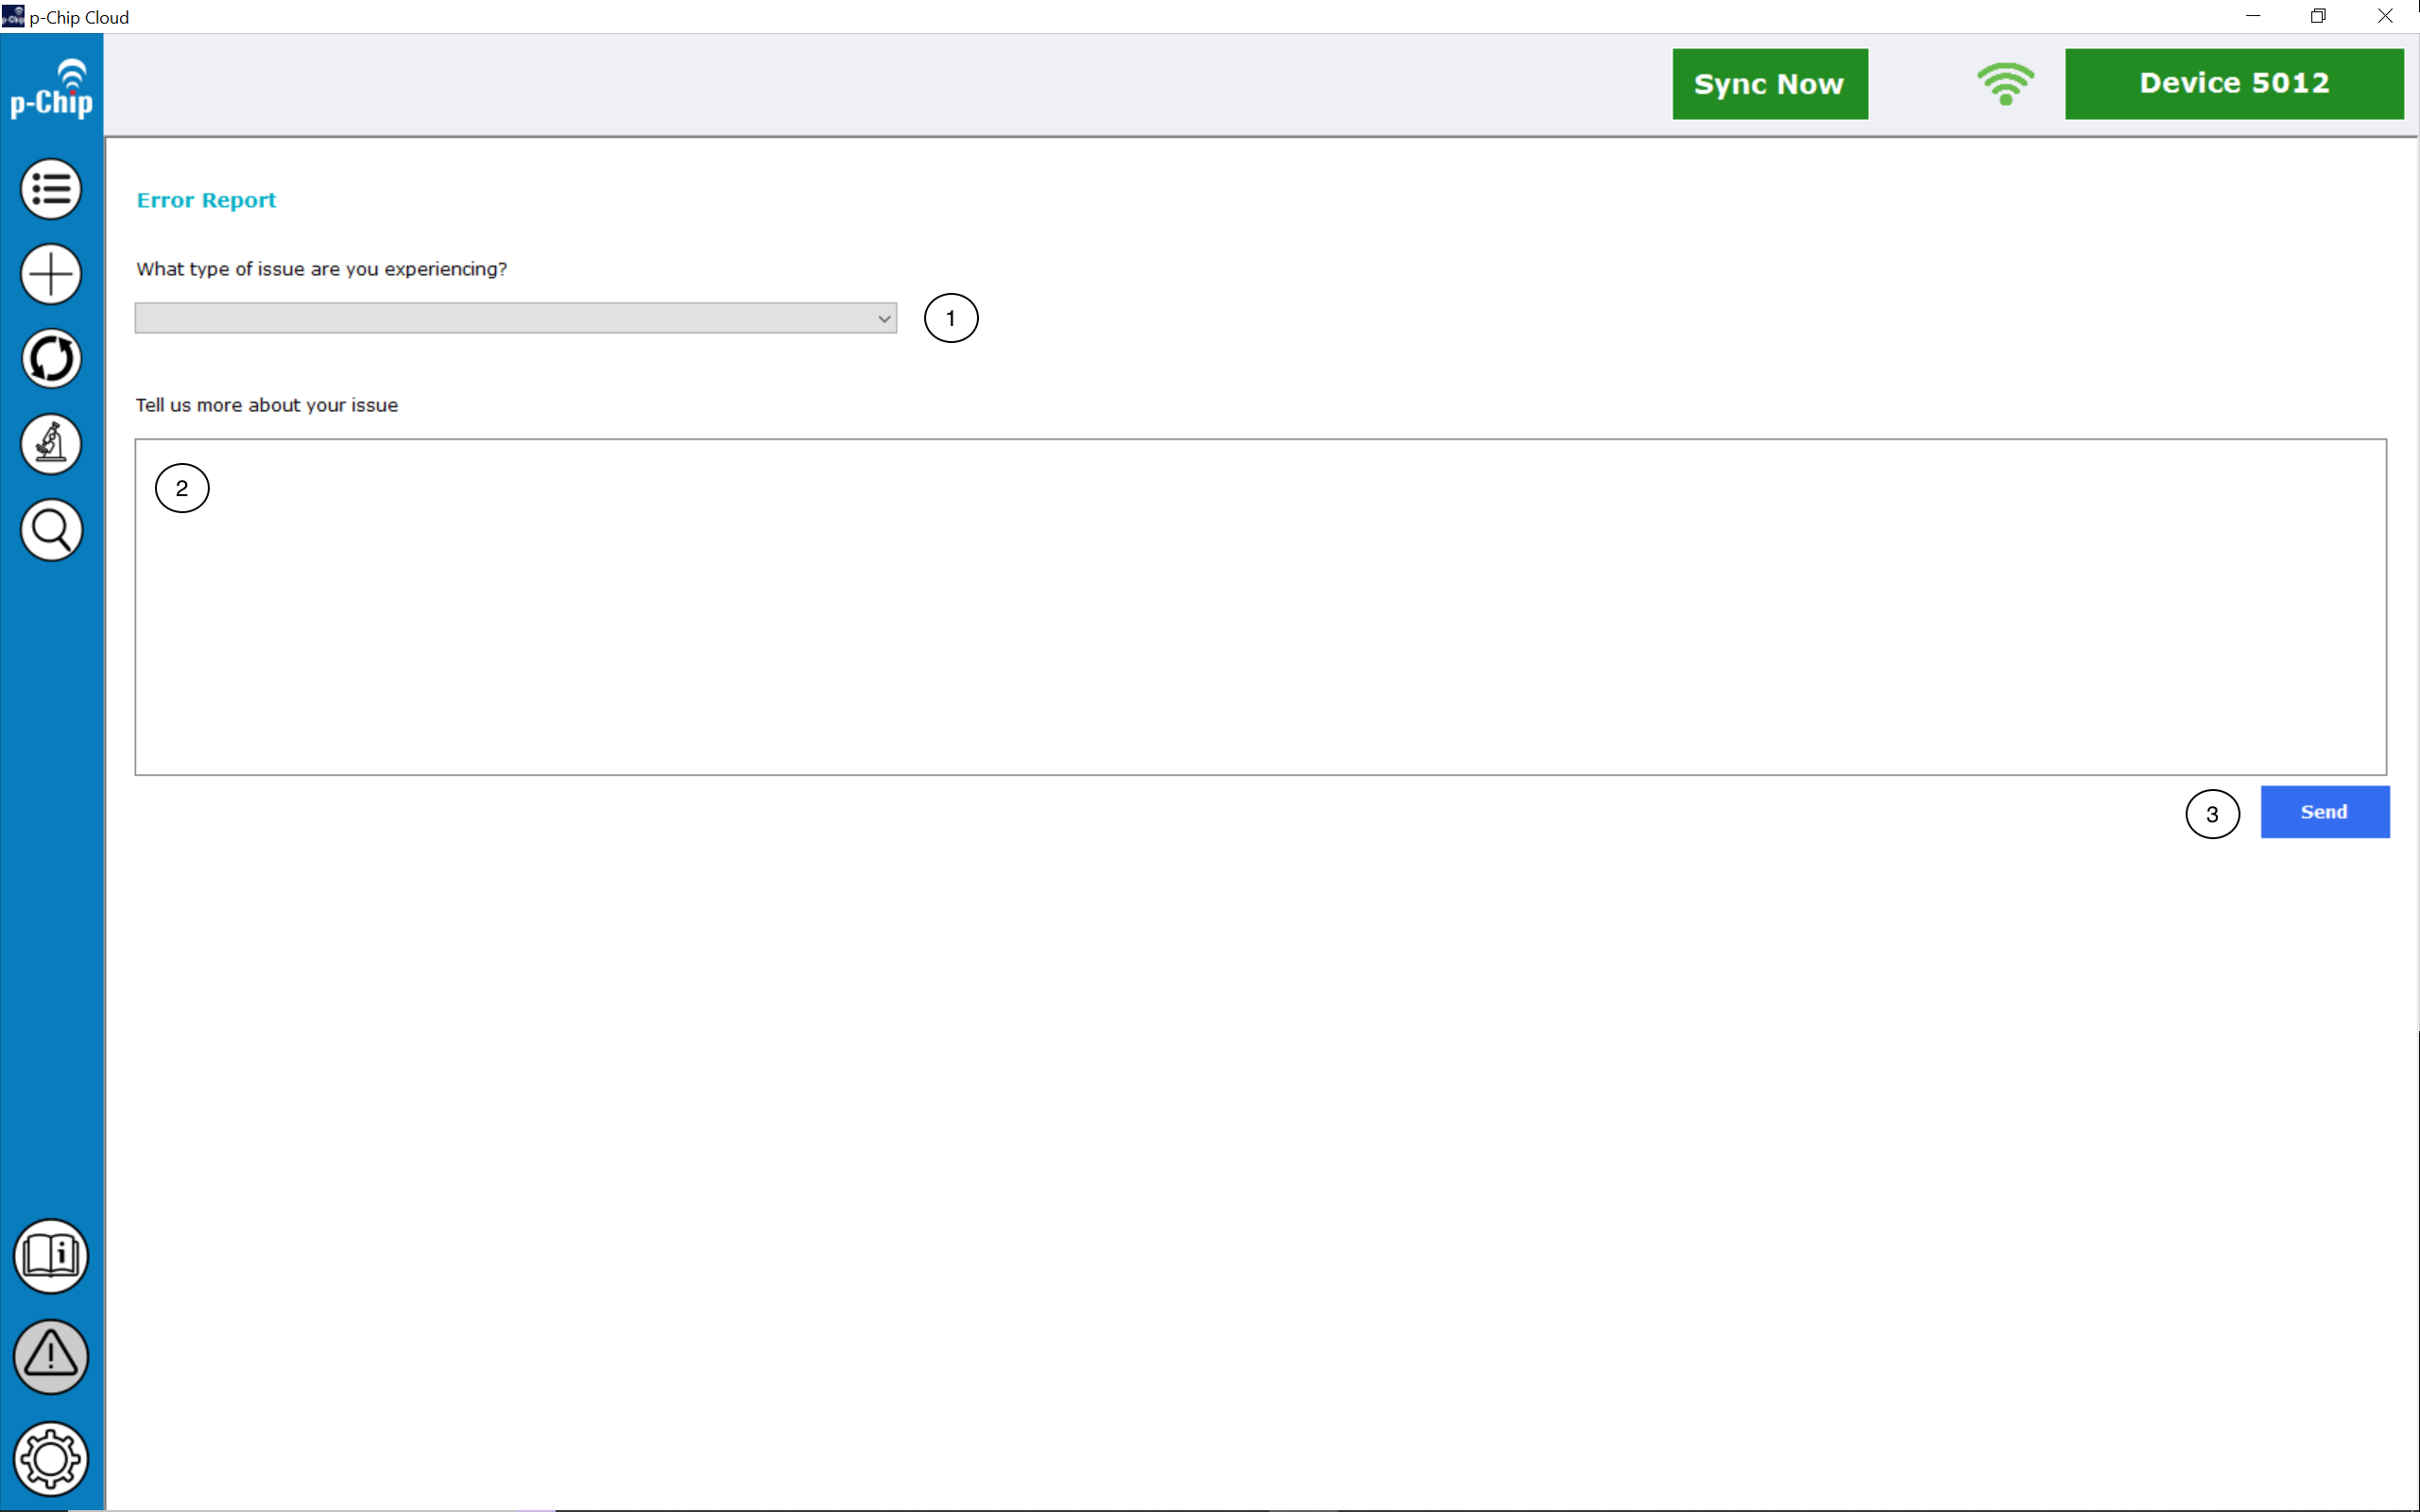 p-Chip Cloud
p-Chip
Sync Now
Device 5012
Error Report
What type of issue are you experiencing?
1
Tell us more about your issue
2
3
Send